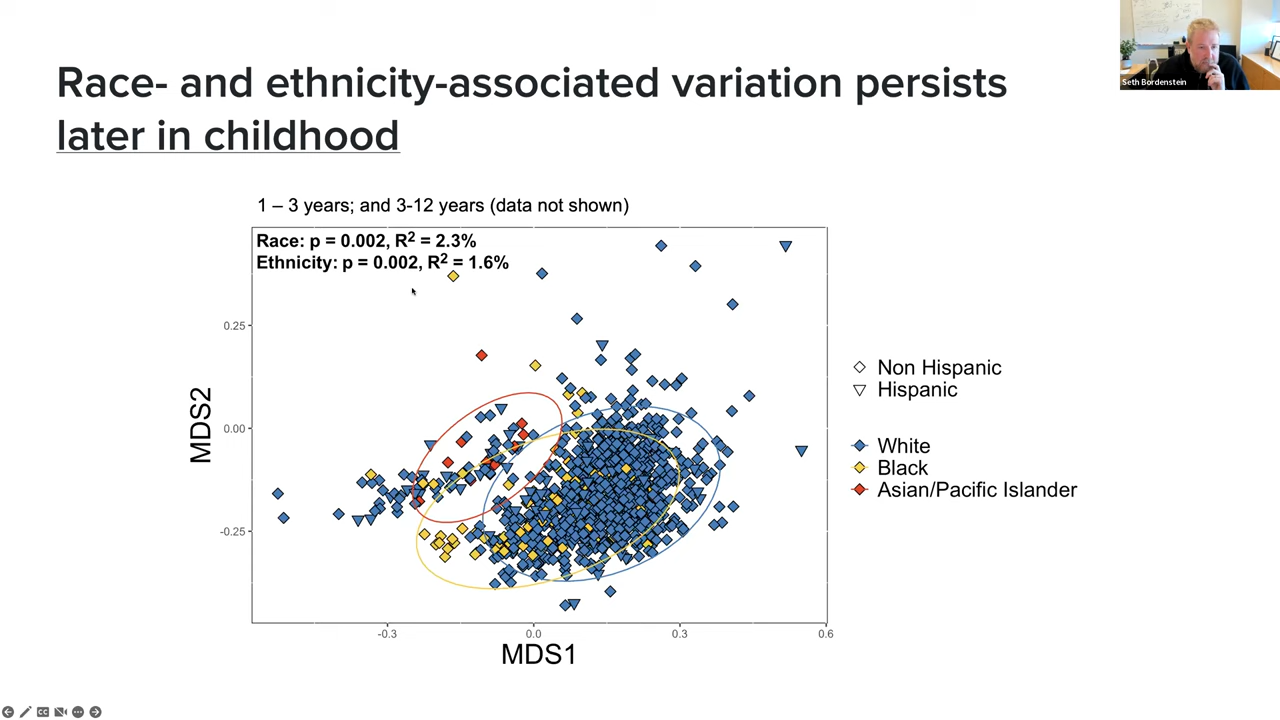 Race- and ethnicity-associated variation persists
later in childhood
Seth Bordenstein
1 – 3 years; and 3-12 years (data not shown)
Race: p = 0.002, R2 = 2.3%
Ethnicity: p = 0.002, R2 = 1.6%
0.25
0.00
-0.25
MDS2
-0.3
0.0
0.3
0.6
MDS1
Non Hispanic
Hispanic
White
Black
Asian/Pacific Islander
CC